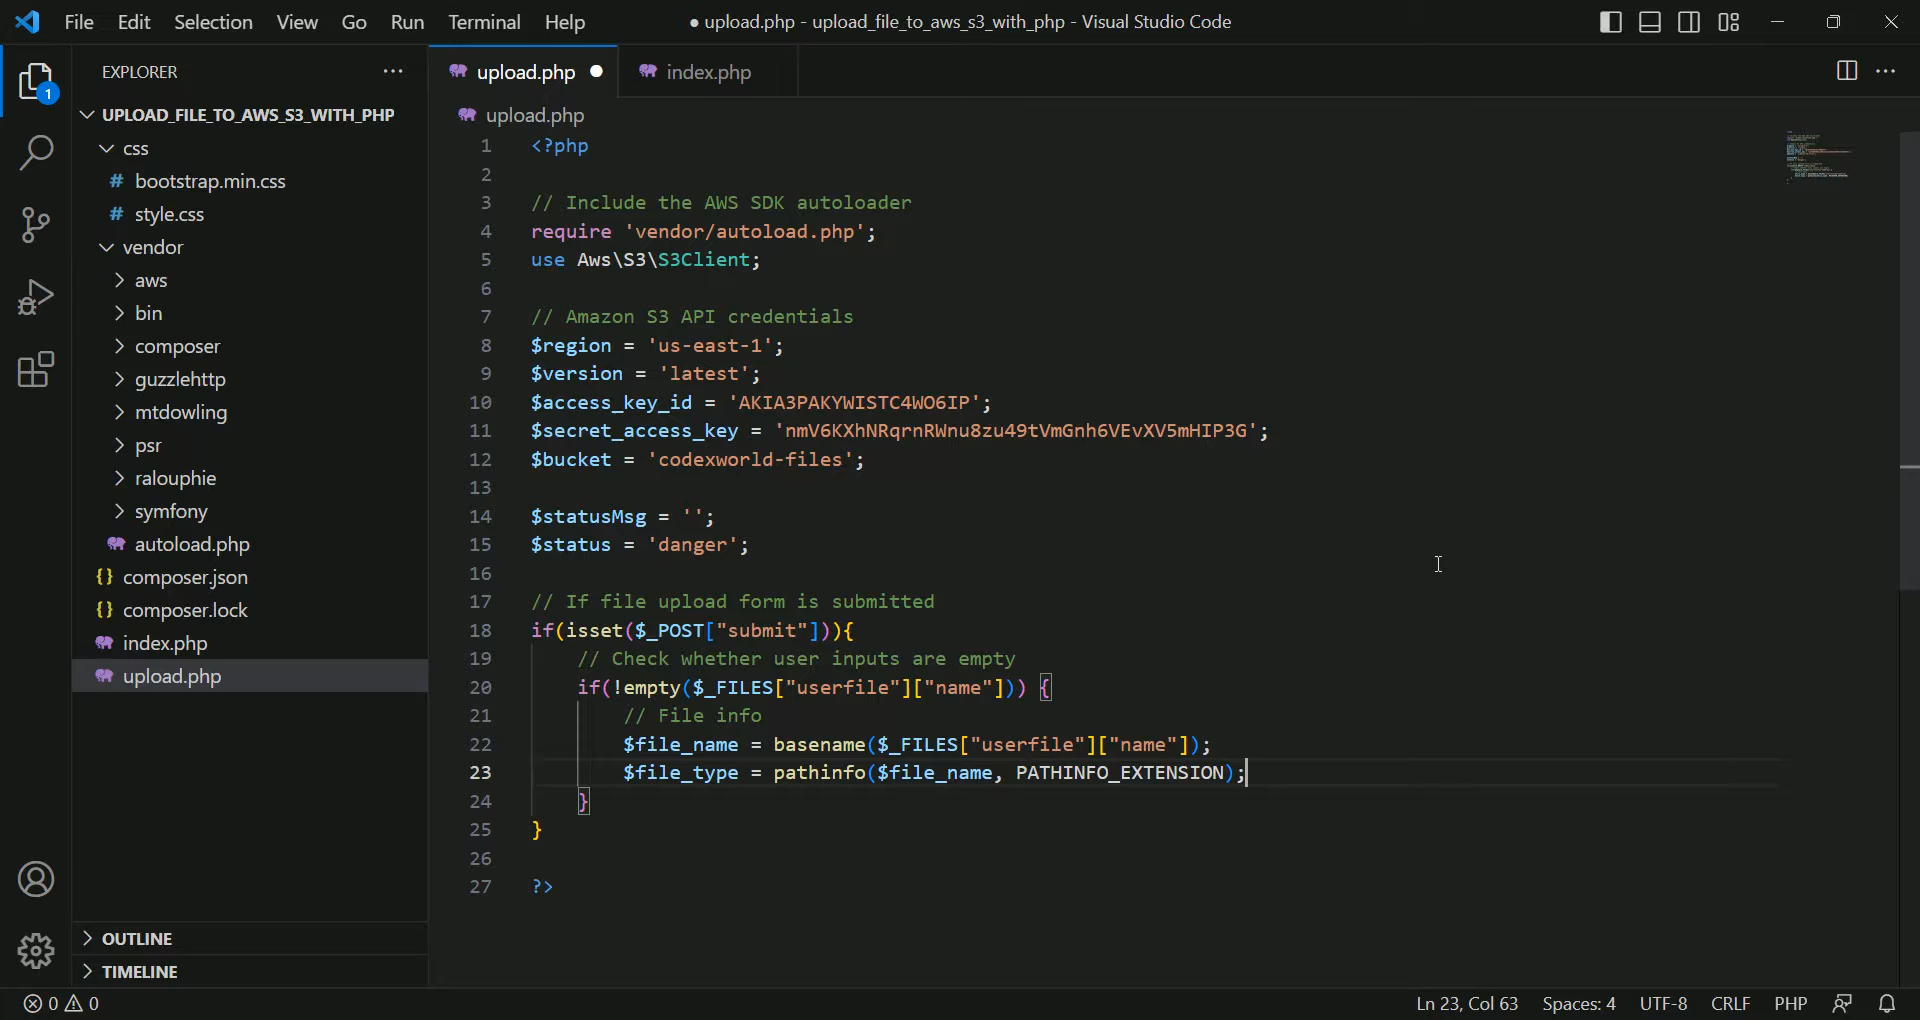 File Edit Selection View Go Run Terminal Help
● upload.php - upload_file_to_aws_s3_with_php - Visual Studio Code
EXPLORER
1
UPLOAD_FILE_TO_AWS_S3_WITH_PHP
css
bootstrap.min.css
style.css
vendor
aws
bin
composer
guzzlehttp
mtdowling
psr
ralouphie
symfony
autoload.php
composer.json
composer.lock
index.php
upload.php
OUTLINE
TIMELINE
upload.php
index.php
upload.php
1 <?php
2
3 // Include the AWS SDK autoloader
4 require 'vendor/autoload.php';
5 use Aws\S3\S3Client;
6
7 // Amazon S3 API credentials
8 $region = 'us-east-1';
9 $version = 'latest';
10 $access_key_id = 'AKIA3PAKYWISTC4WO6IP';
11 $secret_access_key = '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';
12 $bucket = 'codexworld-files';
13
14 $statusMsg = '';
15 $status = 'danger';
16
17 // If file upload form is submitted
18 if(isset($_POST["submit"])){
19 // Check whether user inputs are empty
20 if(!empty($_FILES["userfile"]["name"])) {
21 // File info
22 $file_name = basename($_FILES["userfile"]["name"]);
23 $file_type = pathinfo($file_name, PATHINFO_EXTENSION);
24 }
25 }
26
27 ?>
0 0
Ln 23, Col 63 Spaces: 4 UTF-8 CRLF PHP